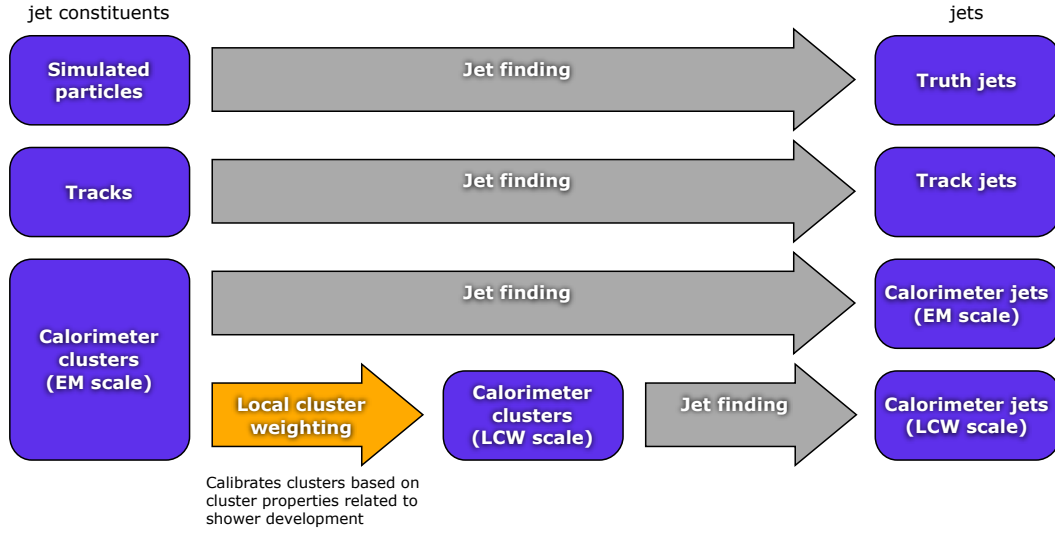 jet constituents
jets
Simulated
particles
Jet finding
Truth jets
Tracks
Jet finding
Track jets
Calorimeter
clusters
(EM scale)
Jet finding
Calorimeter jets
(EM scale)
Local cluster
weighting
Calorimeter
clusters
(LCW scale)
Jet finding
Calorimeter jets
(LCW scale)
Calibrates clusters based on
cluster properties related to
shower development